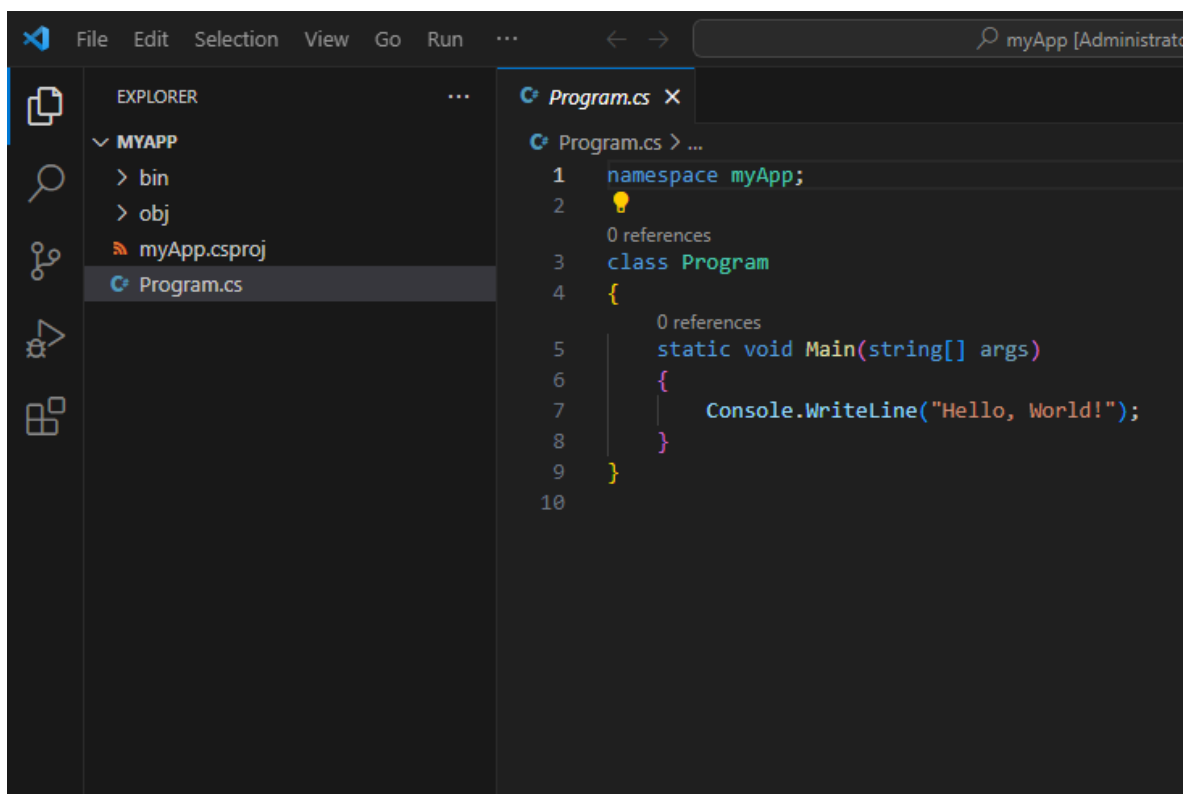 File Edit Selection View Go Run ···
myApp [Administrato
EXPLORER ···
MYAPP
bin
obj
myApp.csproj
Program.cs
Program.cs
Program.cs > ...
1 namespace myApp;
2
0 references
3 class Program
4 {
0 references
5 static void Main(string[] args)
6 {
7 Console.WriteLine("Hello, World!");
8 }
9 }
10